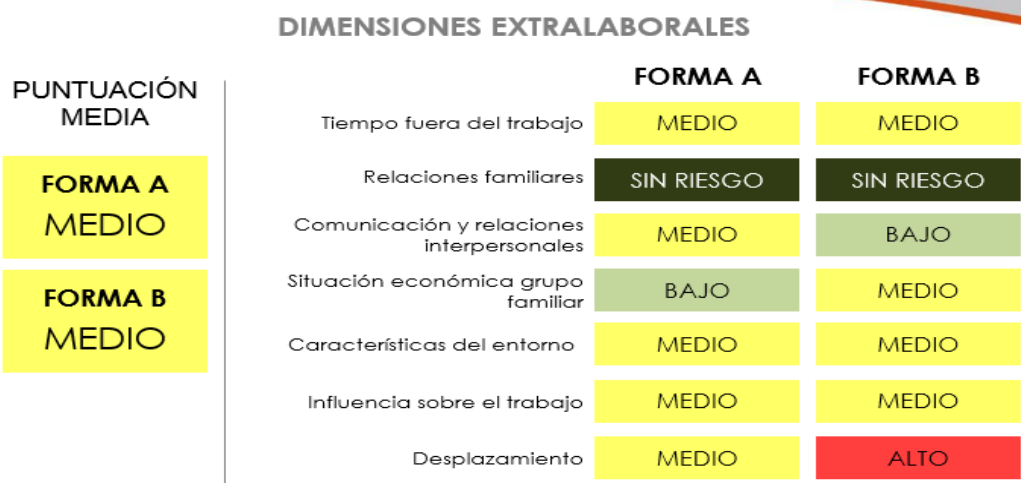 DIMENSIONES EXTRALABORALES
PUNTUACIÓN
MEDIA
FORMA A
MEDIO
FORMA B
MEDIO
FORMA A FORMA B
Tiempo fuera del trabajo MEDIO MEDIO
Relaciones familiares SIN RIESGO SIN RIESGO
Comunicación y relaciones
interpersonales MEDIO BAJO
Situación económica grupo
familiar BAJO MEDIO
Características del entorno MEDIO MEDIO
Influencia sobre el trabajo MEDIO MEDIO
Desplazamiento MEDIO ALTO